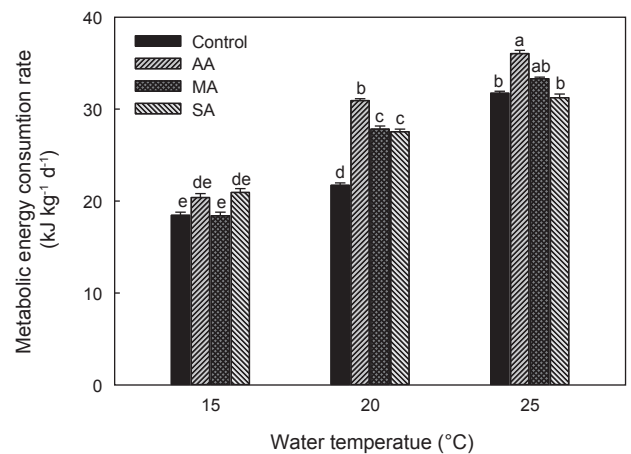 Metabolic energy consumtion rate
(kJ kg⁻¹ d⁻¹)
40
30
20
10
0
Control
AA
MA
SA
e de e de
d b c c
b a ab b
15 20 25
Water temperatue (°C)